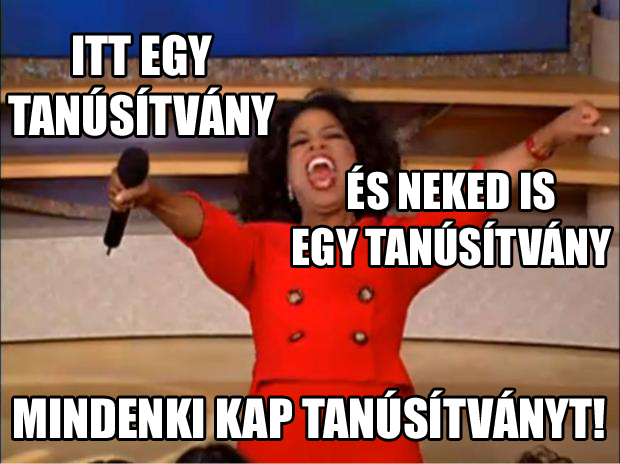 ITT EGY
TANÚSÍTVÁNY
ÉS NEKED IS
EGY TANÚSÍTVÁNY
MINDENKI KAP TANÚSÍTVÁNYT!